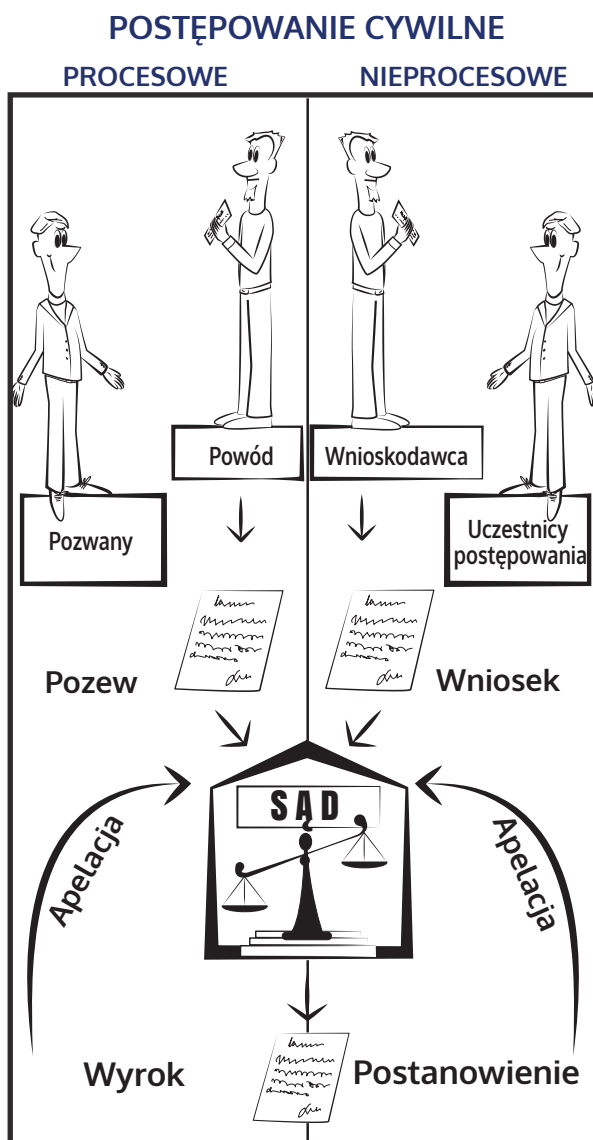 POSTĘPOWANIE CYWILNE
PROCESOWE
NIEPROCESOWE
Powód
Wnioskodawca
Pozwany
Uczestnicy
postępowania
Pozew
Wniosek
SĄD
Apelacja
Apelacja
Wyrok
Postanowienie